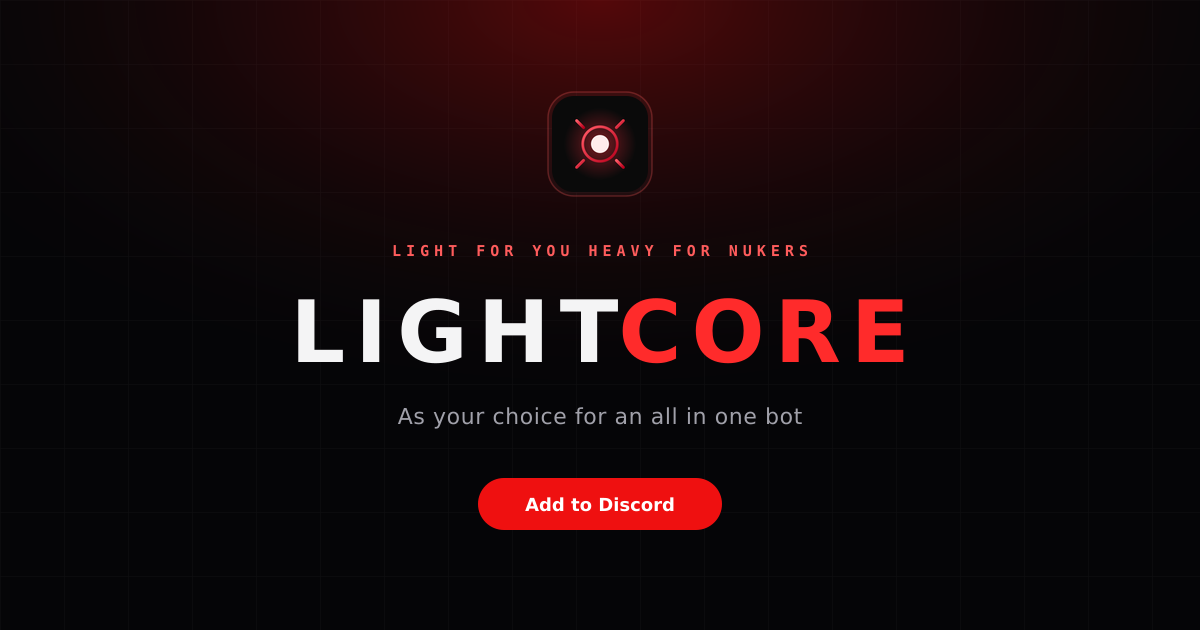 LIGHT FOR YOU HEAVY FOR NUKERS
LIGHTCORE
As your choice for an all in one bot
Add to Discord